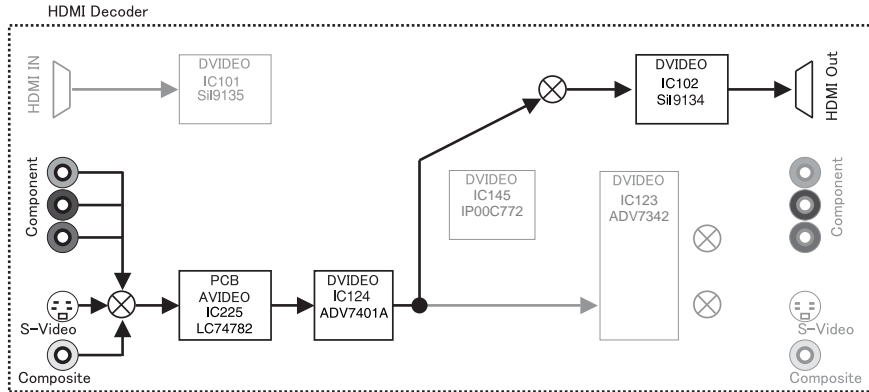 HDMI Decoder
HDMI IN
DVIDEO
IC101
SiI9135
DVIDEO
IC102
SiI9134
HDMI Out
Component
DVIDEO
IC145
IP00C772
DVIDEO
IC123
ADV7342
Component
PCB
AVIDEO
IC225
LC74782
DVIDEO
IC124
ADV7401A
S-Video
Composite
S-Video
Composite